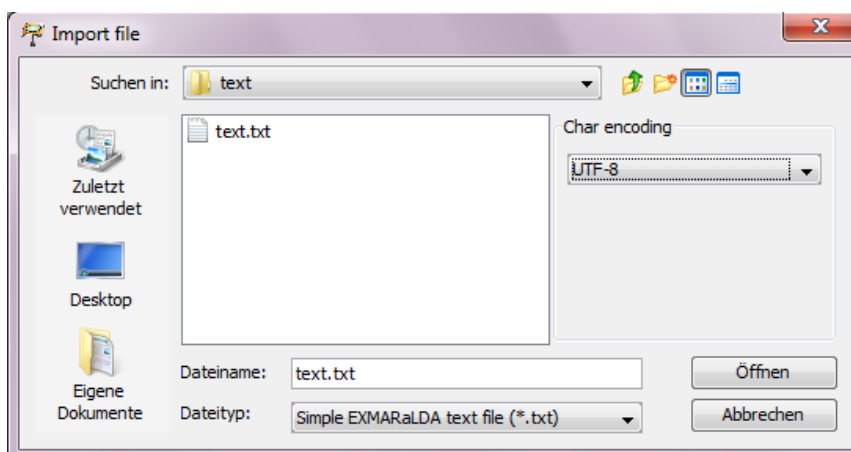 Import file
Suchen in: text
text.txt
Char encoding
UTF-8
Zuletzt
verwendet
Desktop
Eigene
Dokumente
Dateiname: text.txt Öffnen
Dateityp: Simple EXMARaLDA text file (*.txt) Abbrechen